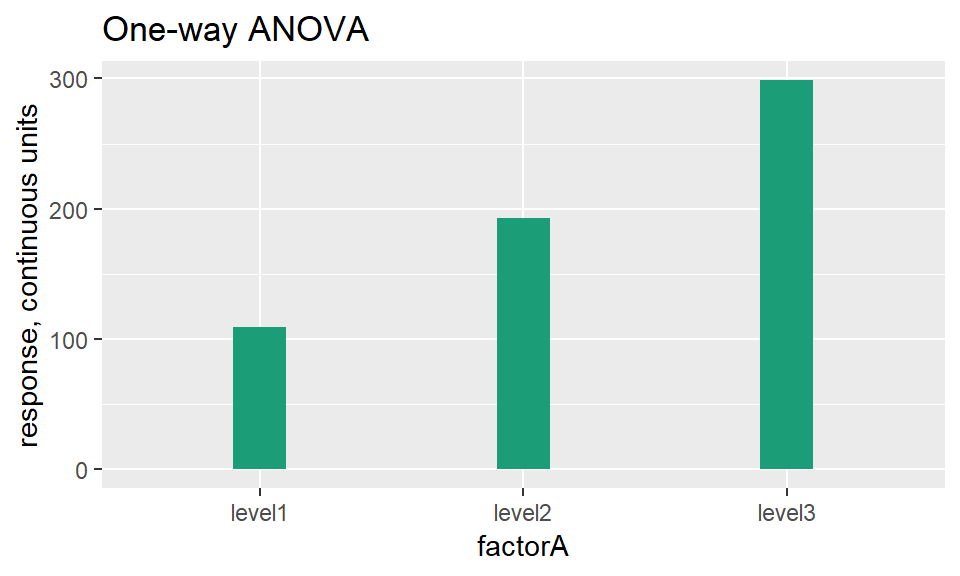 One-way ANOVA
response, continuous units
300
200
100
0
level1 level2 level3
factorA